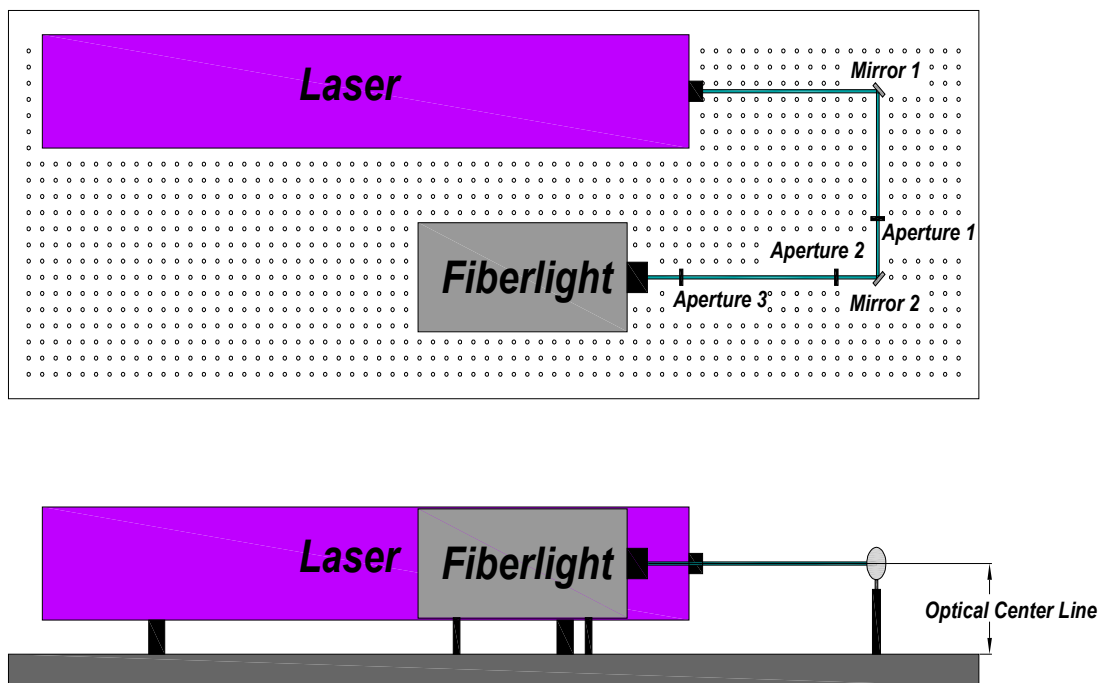 Laser
Mirror 1
Aperture 1
Aperture 2
Fiberlight
Aperture 3
Mirror 2
Laser
Fiberlight
Optical Center Line